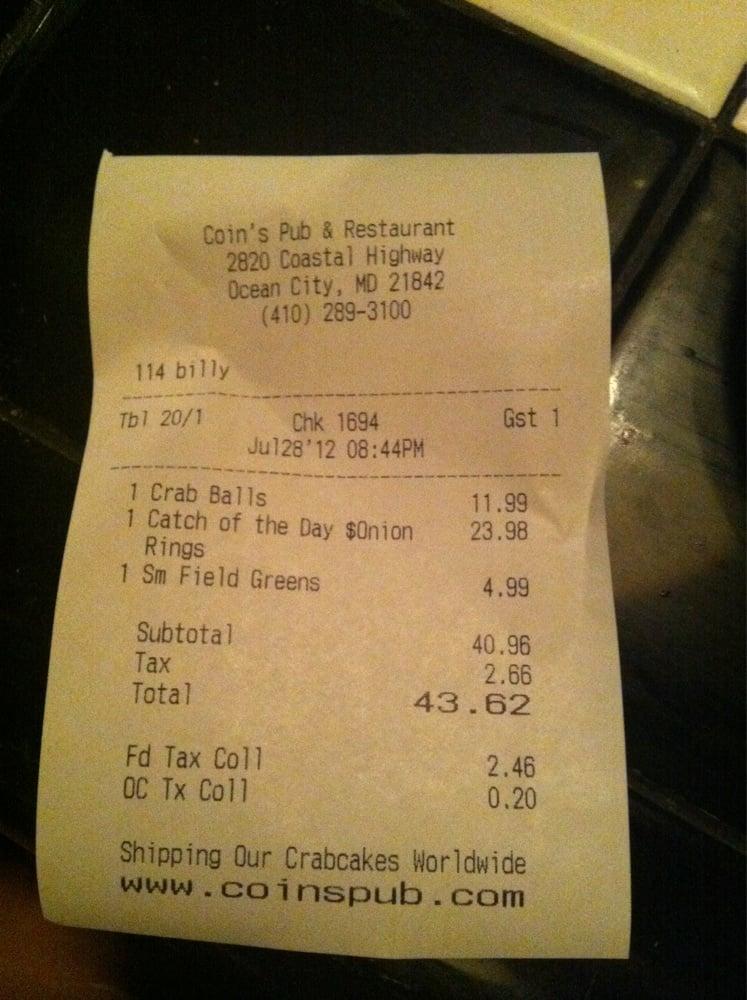 Coin's Pub & Restaurant
2820 Coastal Highway
Ocean City, MD 21842
(410) 289-3100
114 billy
Tbl 20/1 Chk 1694 Gst 1
Jul28'12 08:44PM
1 Crab Balls 11.99
1 Catch of the Day $Onion 23.98
Rings
1 Sm Field Greens 4.99
Subtotal 40.96
Tax 2.66
Total 43.62
Fd Tax Coll 2.46
OC Tx Coll 0.20
Shipping Our Crabcakes Worldwide
www.coinspub.com